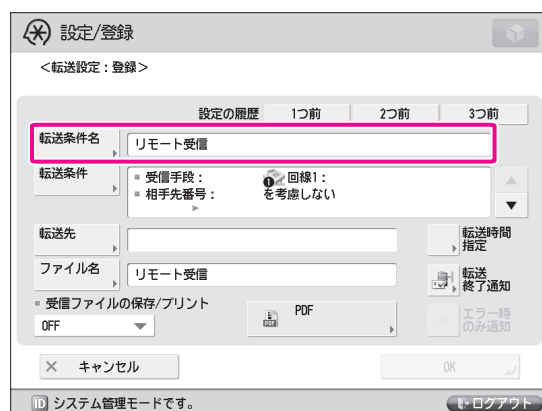 設定/登録
<転送設定：登録>
設定の履歴 1つ前 2つ前 3つ前
転送条件名 リモート受信
転送条件 受信手段： 回線1：
相手先番号： を考慮しない
転送先 転送時間指定
ファイル名 リモート受信 転送終了通知
受信ファイルの保存/プリント
OFF PDF エラー時のみ通知
× キャンセル OK
ID システム管理モードです。 ログアウト